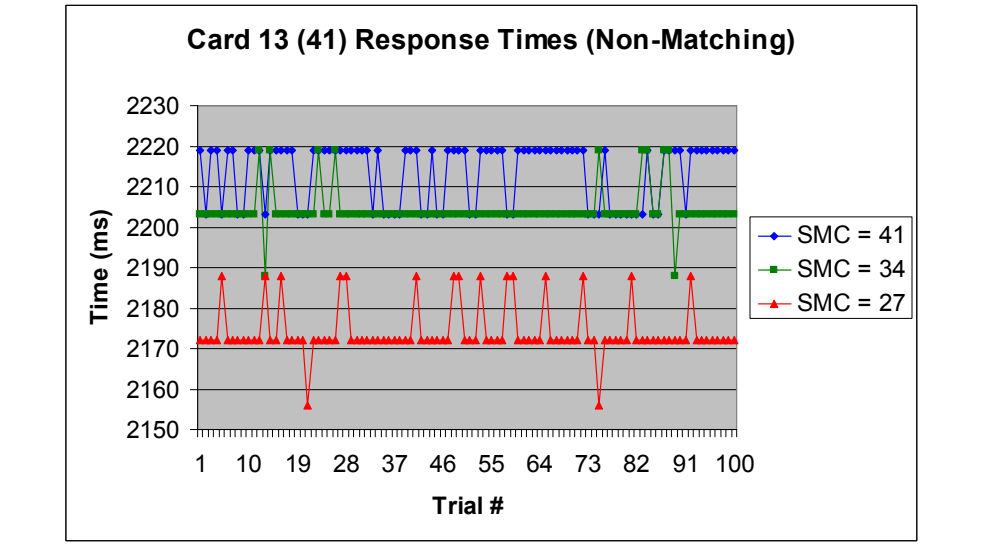 Card 13 (41) Response Times (Non-Matching)
2230
2220
2210
2200
2190
2180
2170
2160
2150
Time (ms)
1 10 19 28 37 46 55 64 73 82 91 100
Trial #
SMC = 41
SMC = 34
SMC = 27